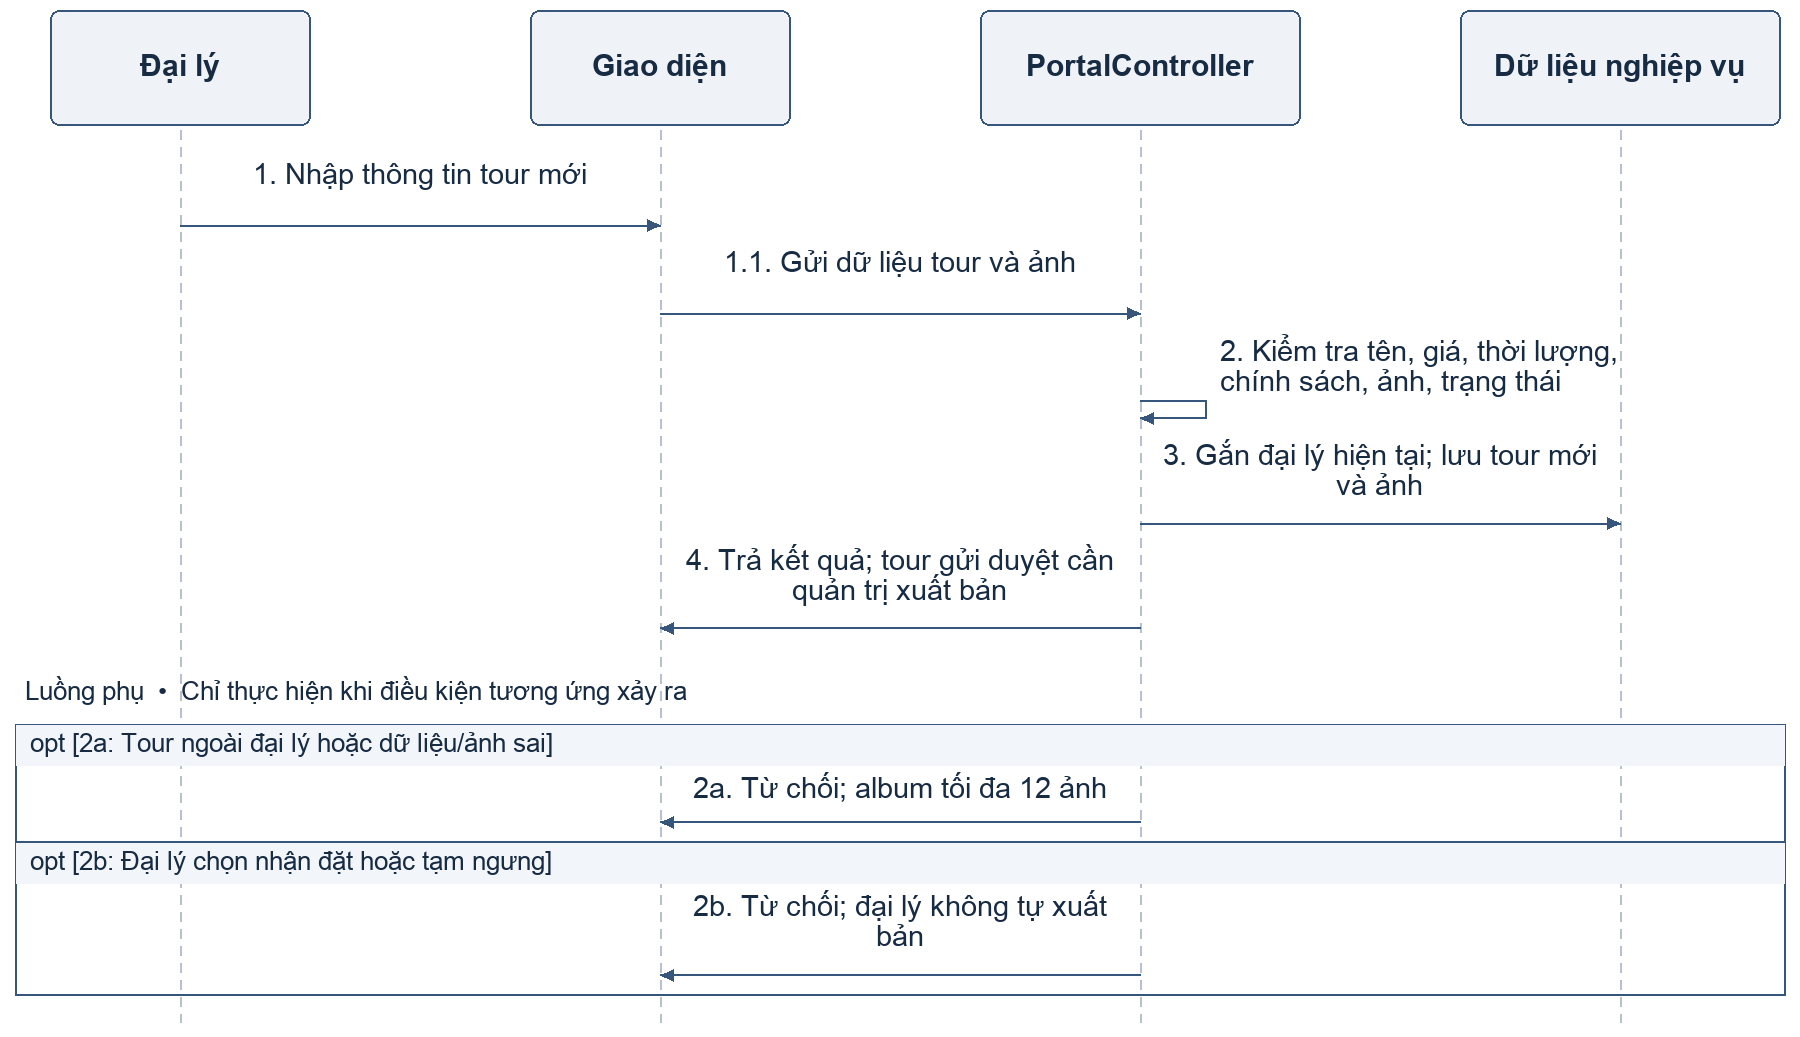 Đại lý
Giao diện
PortalController
Dữ liệu nghiệp vụ
1. Nhập thông tin tour mới
1.1. Gửi dữ liệu tour và ảnh
2. Kiểm tra tên, giá, thời lượng,
chính sách, ảnh, trạng thái
3. Gắn đại lý hiện tại; lưu tour mới
và ảnh
4. Trả kết quả; tour gửi duyệt cần
quản trị xuất bản
Luồng phụ • Chỉ thực hiện khi điều kiện tương ứng xảy ra
opt [2a: Tour ngoài đại lý hoặc dữ liệu/ảnh sai]
2a. Từ chối; album tối đa 12 ảnh
opt [2b: Đại lý chọn nhận đặt hoặc tạm ngưng]
2b. Từ chối; đại lý không tự xuất
bản